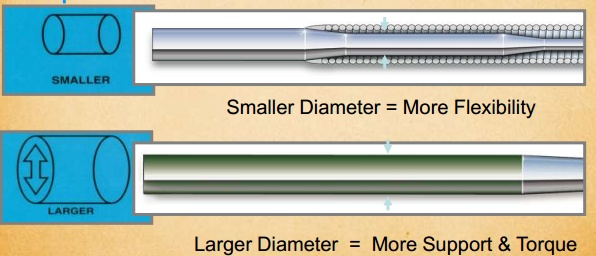 SMALLER
Smaller Diameter = More Flexibility
LARGER
Larger Diameter = More Support & Torque